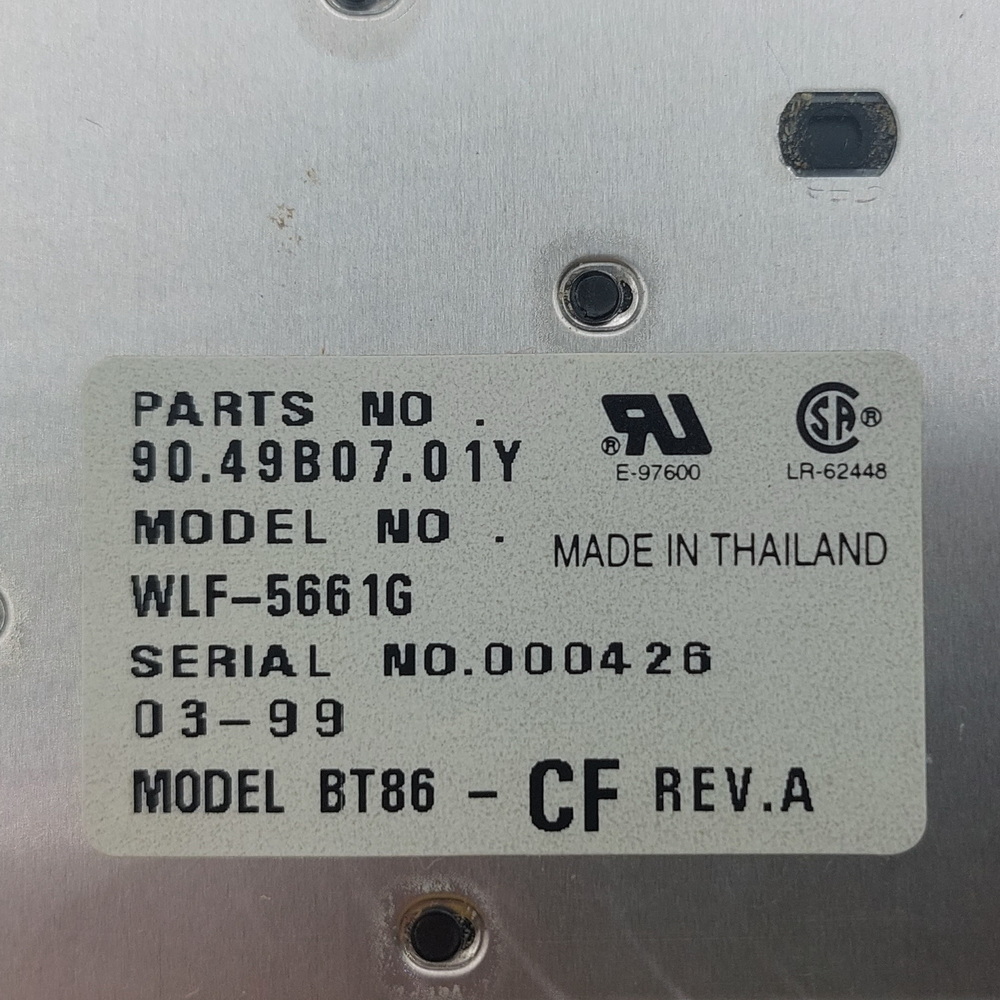 PARTS NO.
90.49B07.01Y
® E-97600
SA ®
LR-62448
MODEL NO.
MADE IN THAILAND
WLF-5661G
SERIAL NO.000426
03-99
MODEL BT86 - CF REV.A